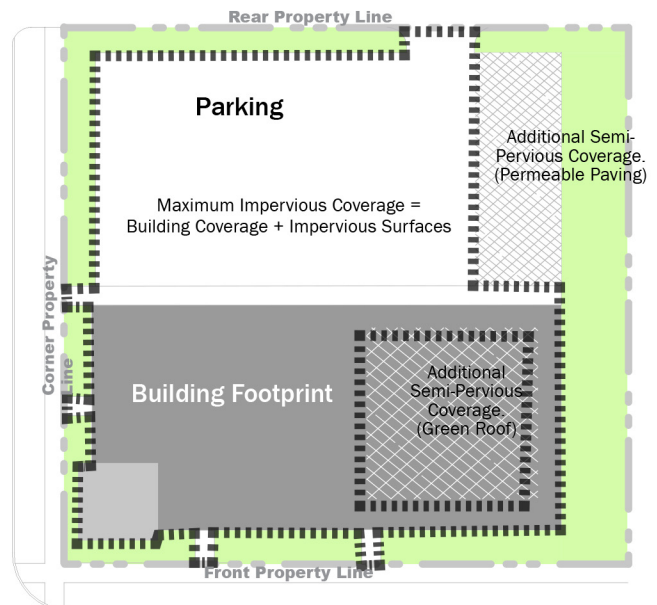 Rear Property Line
Parking
Additional Semi-
Pervious Coverage.
(Permeable Paving)
Maximum Impervious Coverage =
Building Coverage + Impervious Surfaces
Corner Property
Line
Building Footprint
Additional
Semi-Pervious
Coverage.
(Green Roof)
Front Property Line